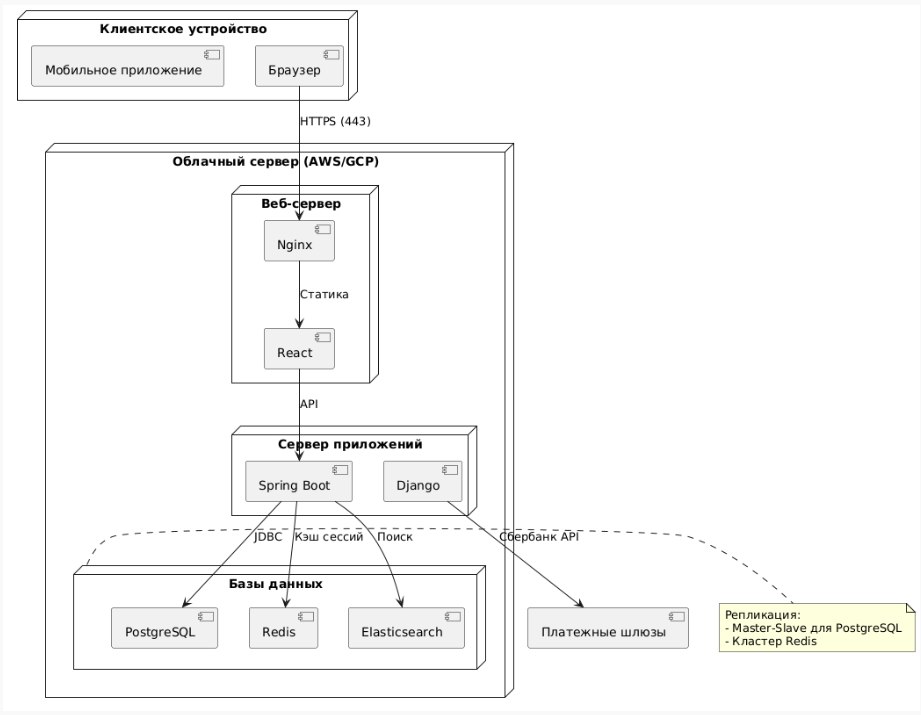 Клиентское устройство
Мобильное приложение
Браузер
HTTPS (443)
Облачный сервер (AWS/GCP)
Веб-сервер
Nginx
Статика
React
API
Сервер приложений
Spring Boot
Django
JDBC
Кэш сессий
Поиск
Сбербанк API
Базы данных
PostgreSQL
Redis
Elasticsearch
Платежные шлюзы
Репликация:
- Master-Slave для PostgreSQL
- Кластер Redis